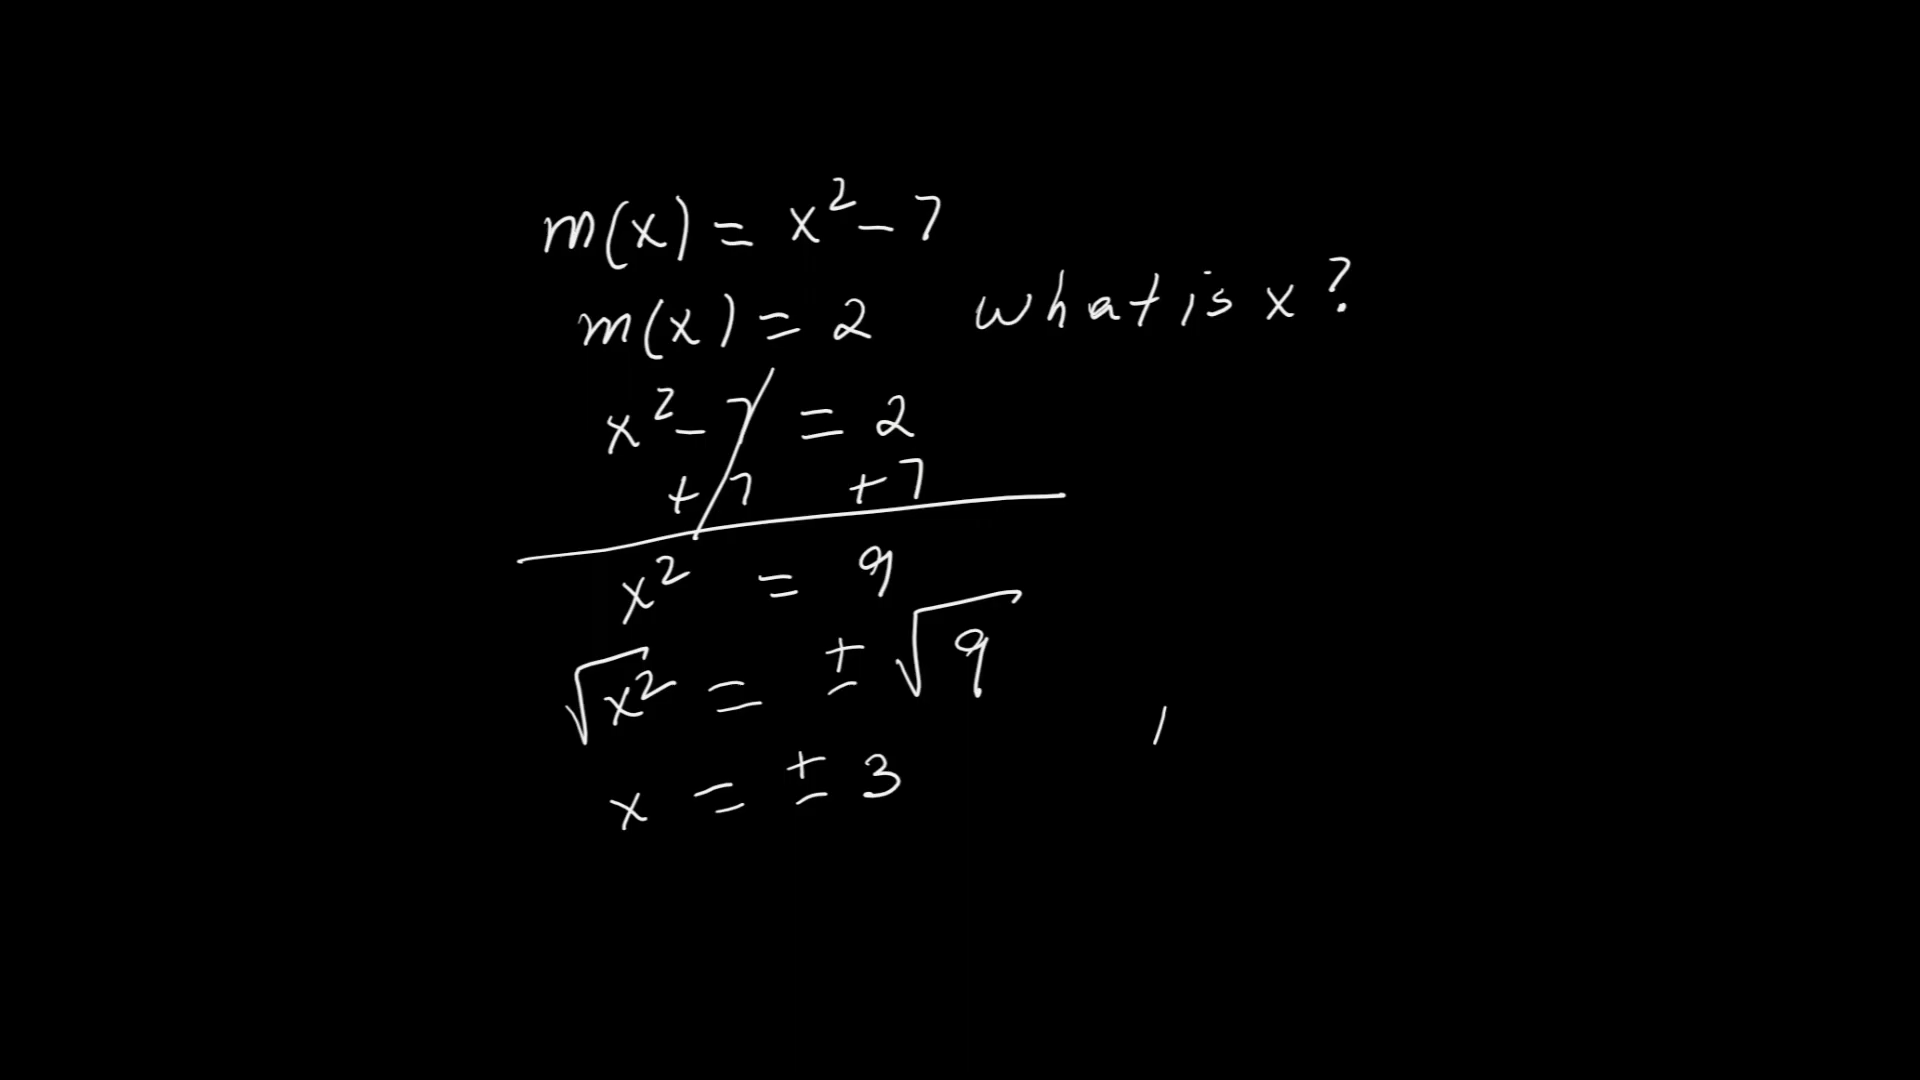 m(x) = x² - 7
m(x) = 2 what is x?
x² - 7 = 2
+ 7 + 7
x² = 9
√x² = ± √9
x = ± 3